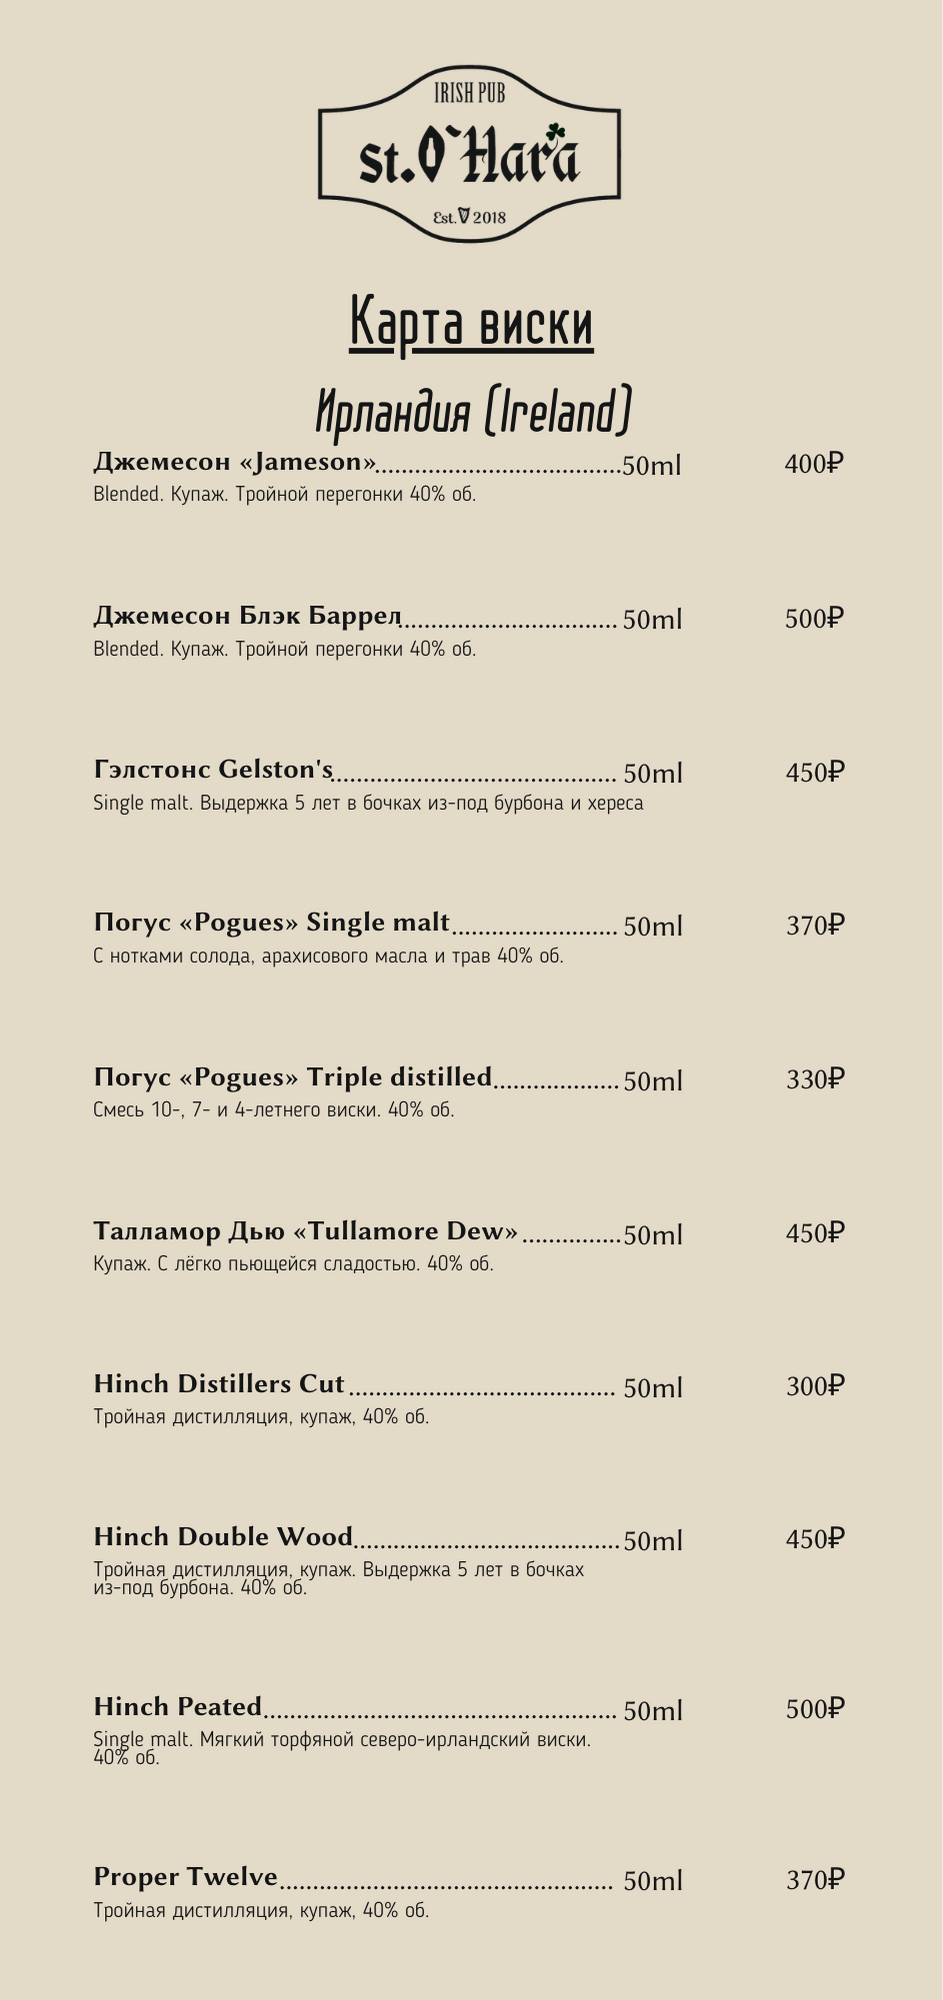 IRISH PUB
st.O`Hara
Est. 2018
Карта виски
Ирландия (Ireland)
Джемесон «Jameson».....................................50ml 400₽
Blended. Купаж. Тройной перегонки 40% об.
Джемесон Блэк Баррел................................. 50ml 500₽
Blended. Купаж. Тройной перегонки 40% об.
Гэлстонс Gelston's........................................... 50ml 450₽
Single malt. Выдержка 5 лет в бочках из-под бурбона и хереса
Погус «Pogues» Single malt......................... 50ml 370₽
С нотками солода, арахисового масла и трав 40% об.
Погус «Pogues» Triple distilled................... 50ml 330₽
Смесь 10-, 7- и 4-летнего виски. 40% об.
Талламор Дью «Tullamore Dew» ...............50ml 450₽
Купаж. С лёгко пьющейся сладостью. 40% об.
Hinch Distillers Cut ........................................ 50ml 300₽
Тройная дистилляция, купаж, 40% об.
Hinch Double Wood........................................50ml 450₽
Тройная дистилляция, купаж. Выдержка 5 лет в бочках
из-под бурбона. 40% об.
Hinch Peated..................................................... 50ml 500₽
Single malt. Мягкий торфяной северо-ирландский виски.
40% об.
Proper Twelve.................................................. 50ml 370₽
Тройная дистилляция, купаж, 40% об.